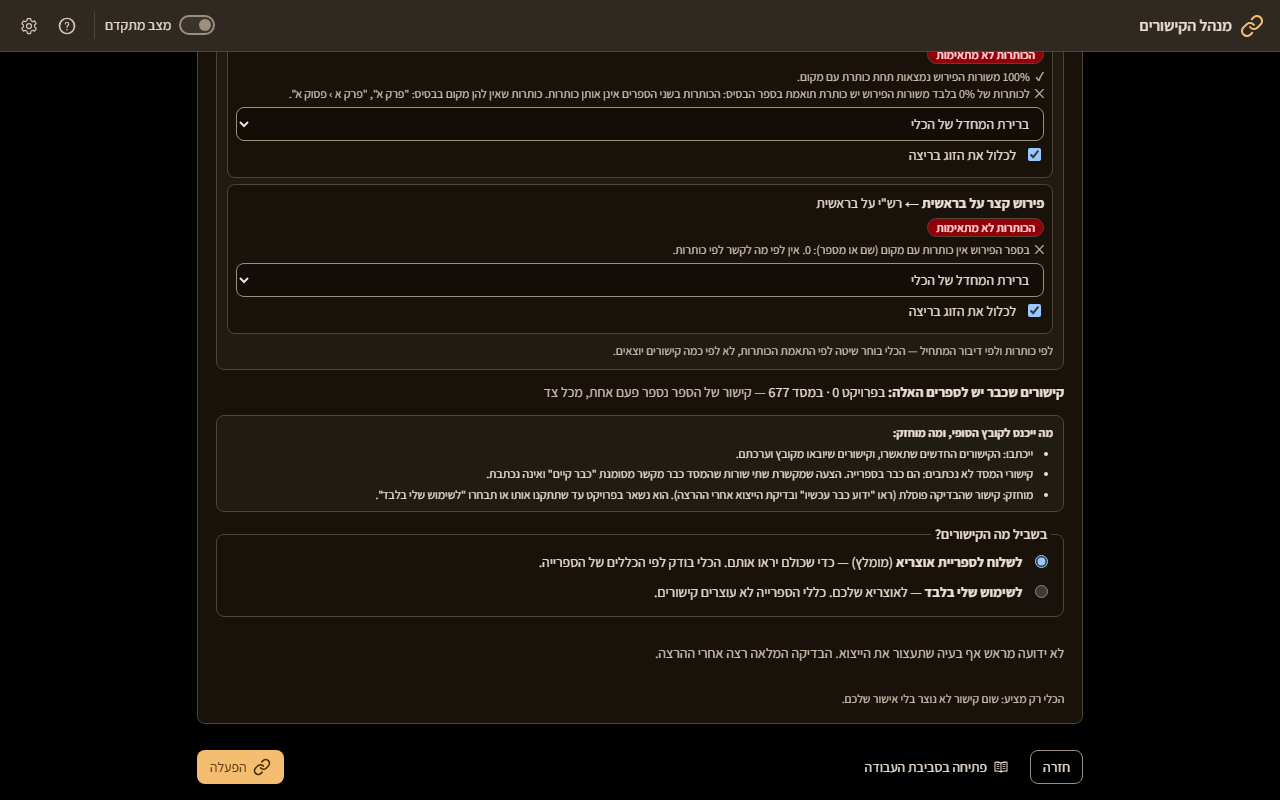 מנהל הקישורים
מצב מתקדם
הכותרות לא מתאימות
✓ 100% משורות הפירוש נמצאות תחת כותרת עם מקום.
✕ לכותרות של 0% בלבד משורות הפירוש יש כותרת תואמת בספר הבסיס: הכותרות בשני הספרים אינן אותן כותרות. כותרות שאין להן מקום בבסיס: "פרק א", "פרק א › פסוק א".
ברירת המחדל של הכלי
לכלול את הזוג בריצה
פירוש קצר על בראשית ← רש"י על בראשית
הכותרות לא מתאימות
✕ בספר הפירוש אין כותרות עם מקום (שם או מספר): 0. אין לפי מה לקשר לפי כותרות.
ברירת המחדל של הכלי
לכלול את הזוג בריצה
לפי כותרות ולפי דיבור המתחיל — הכלי בוחר שיטה לפי התאמת הכותרות, לא לפי כמה קישורים יוצאים.
קישורים שכבר יש לספרים האלה: בפרויקט 0 · במסד 677 — קישור של הספר נספר פעם אחת, מכל צד
מה ייכנס לקובץ הסופי, ומה מוחזק:
• ייכתבו: הקישורים החדשים שתאשרו, וקישורים שיובאו מקובץ וערכתם.
• קישורי המסד לא נכתבים: הם כבר בספרייה. הצעה שמקשרת שתי שורות שהמסד כבר מקשר מסומנת "כבר קיים" ואינה נכתבת.
• מוחזק: קישור שהבדיקה פוסלת (ראו "ידוע כבר עכשיו" ובדיקת הייצוא אחרי ההרצה). הוא נשאר בפרויקט עד שתתקנו אותו או תבחרו "לשימוש שלי בלבד".
בשביל מה הקישורים?
לשלוח לספריית אוצריא (מומלץ) — כדי שכולם יראו אותם. הכלי בודק לפי הכללים של הספרייה.
לשימוש שלי בלבד — לאוצריא שלכם. כללי הספרייה לא עוצרים קישורים.
לא ידועה מראש אף בעיה שתעצור את הייצוא. הבדיקה המלאה רצה אחרי ההרצה.
הכלי רק מציע: שום קישור לא נוצר בלי אישור שלכם.
חזרה
פתיחה בסביבת העבודה
הפעלה